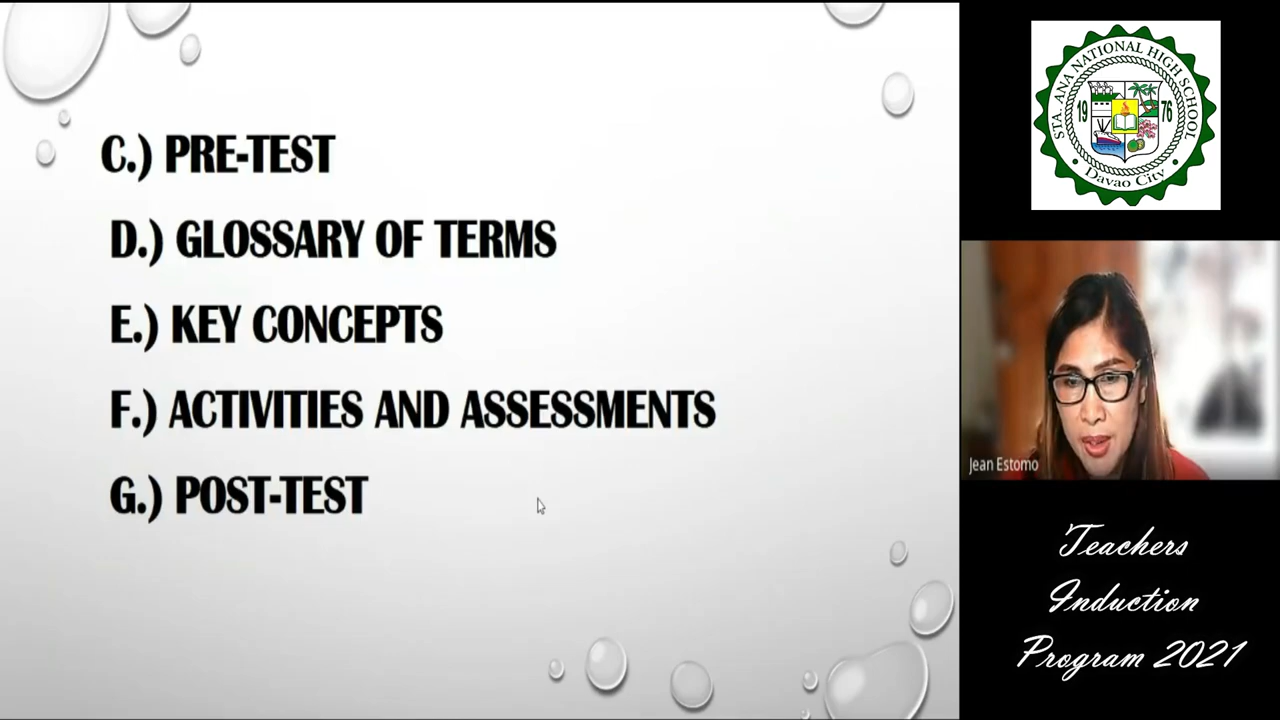 C.) PRE-TEST
D.) GLOSSARY OF TERMS
E.) KEY CONCEPTS
F.) ACTIVITIES AND ASSESSMENTS
G.) POST-TEST
STA. ANA NATIONAL HIGH SCHOOL
19 76
Davao City
Jean Estomo
Teachers
Induction
Program 2021